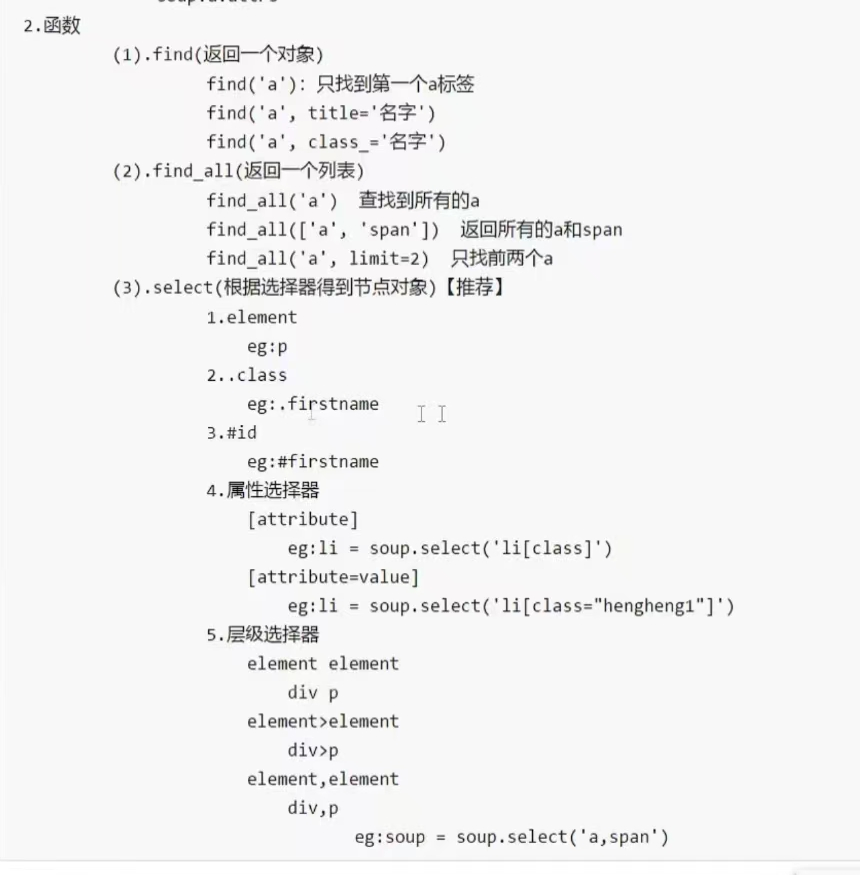 2.函数
(1).find(返回一个对象)
find('a'): 只找到第一个a标签
find('a', title='名字')
find('a', class_='名字')
(2).find_all(返回一个列表)
find_all('a') 查找到所有的a
find_all(['a', 'span']) 返回所有的a和span
find_all('a', limit=2) 只找前两个a
(3).select(根据选择器得到节点对象)【推荐】
1.element
eg:p
2..class
eg:.firstname
3.#id
eg:#firstname
4.属性选择器
[attribute]
eg:li = soup.select('li[class]')
[attribute=value]
eg:li = soup.select('li[class="hengheng1"]')
5.层级选择器
element element
div p
element>element
div>p
element,element
div,p
eg:soup = soup.select('a,span')